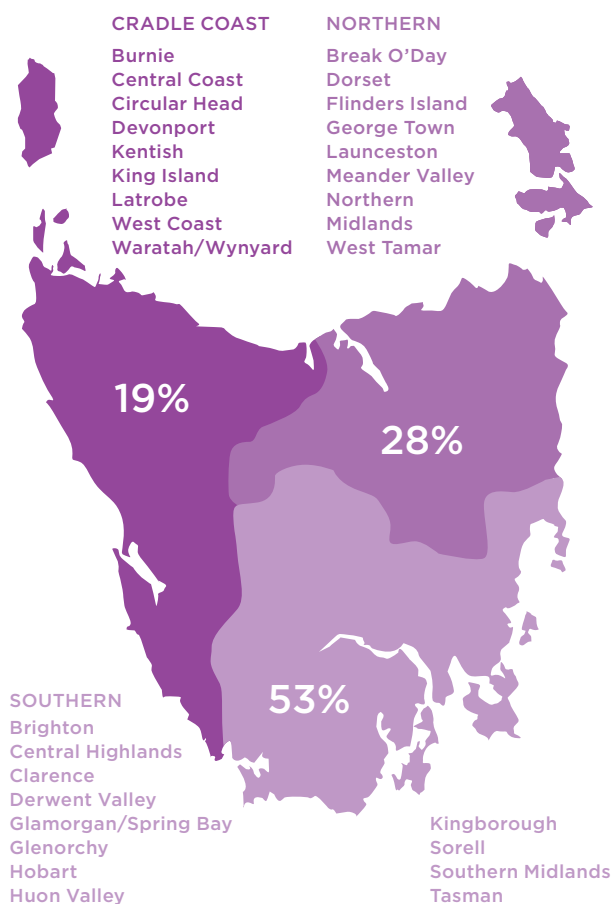 CRADLE COAST
Burnie
Central Coast
Circular Head
Devonport
Kentish
King Island
Latrobe
West Coast
Waratah/Wynyard
NORTHERN
Break O’Day
Dorset
Flinders Island
George Town
Launceston
Meander Valley
Northern
Midlands
West Tamar
19%
28%
53%
SOUTHERN
Brighton
Central Highlands
Clarence
Derwent Valley
Glamorgan/Spring Bay
Glenorchy
Hobart
Huon Valley
Kingborough
Sorell
Southern Midlands
Tasman